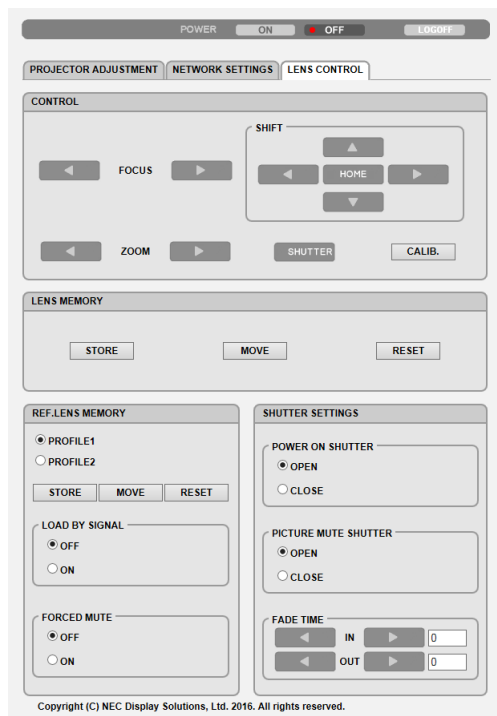 POWER ON OFF LOGOFF
PROJECTOR ADJUSTMENT NETWORK SETTINGS LENS CONTROL
CONTROL
SHIFT
FOCUS
HOME
ZOOM
SHUTTER
CALIB.
LENS MEMORY
STORE MOVE RESET
REF.LENS MEMORY
PROFILE1
PROFILE2
STORE MOVE RESET
LOAD BY SIGNAL
OFF
ON
FORCED MUTE
OFF
ON
SHUTTER SETTINGS
POWER ON SHUTTER
OPEN
CLOSE
PICTURE MUTE SHUTTER
OPEN
CLOSE
FADE TIME
IN 0
OUT 0
Copyright (C) NEC Display Solutions, Ltd. 2016. All rights reserved.